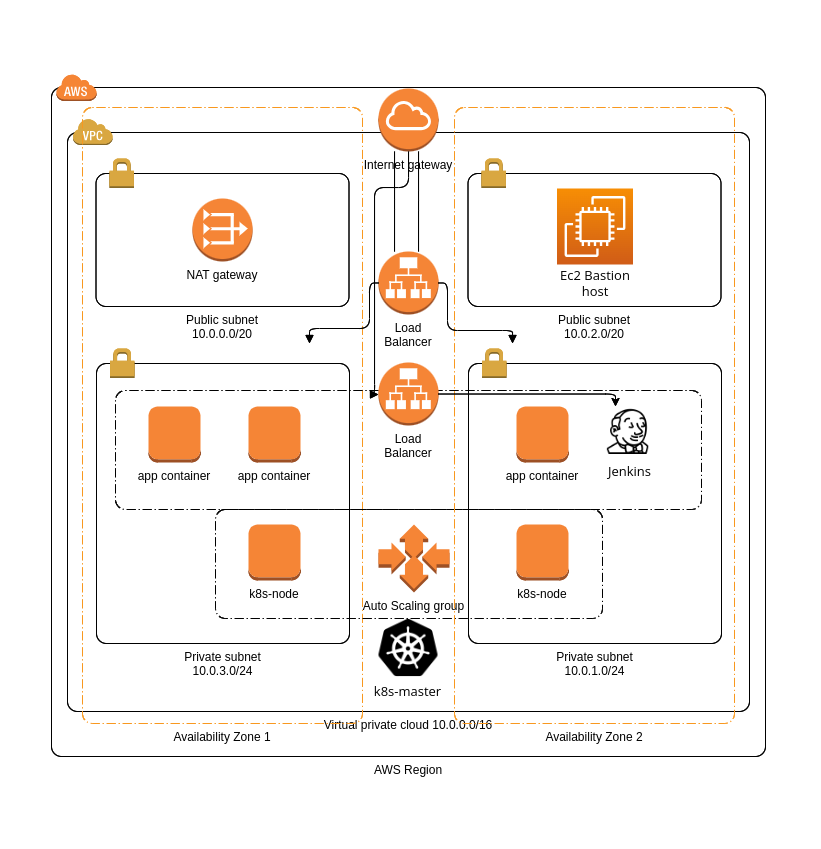 AWS
VPC
Internet gateway
NAT gateway
Ec2 Bastion
host
Public subnet
10.0.0.0/20
Load
Balancer
Public subnet
10.0.2.0/20
Load
Balancer
app container
app container
app container
Jenkins
k8s-node
Auto Scaling group
k8s-node
Private subnet
10.0.3.0/24
k8s-master
Private subnet
10.0.1.0/24
Virtual private cloud 10.0.0:0/16
Availability Zone 1
Availability Zone 2
AWS Region